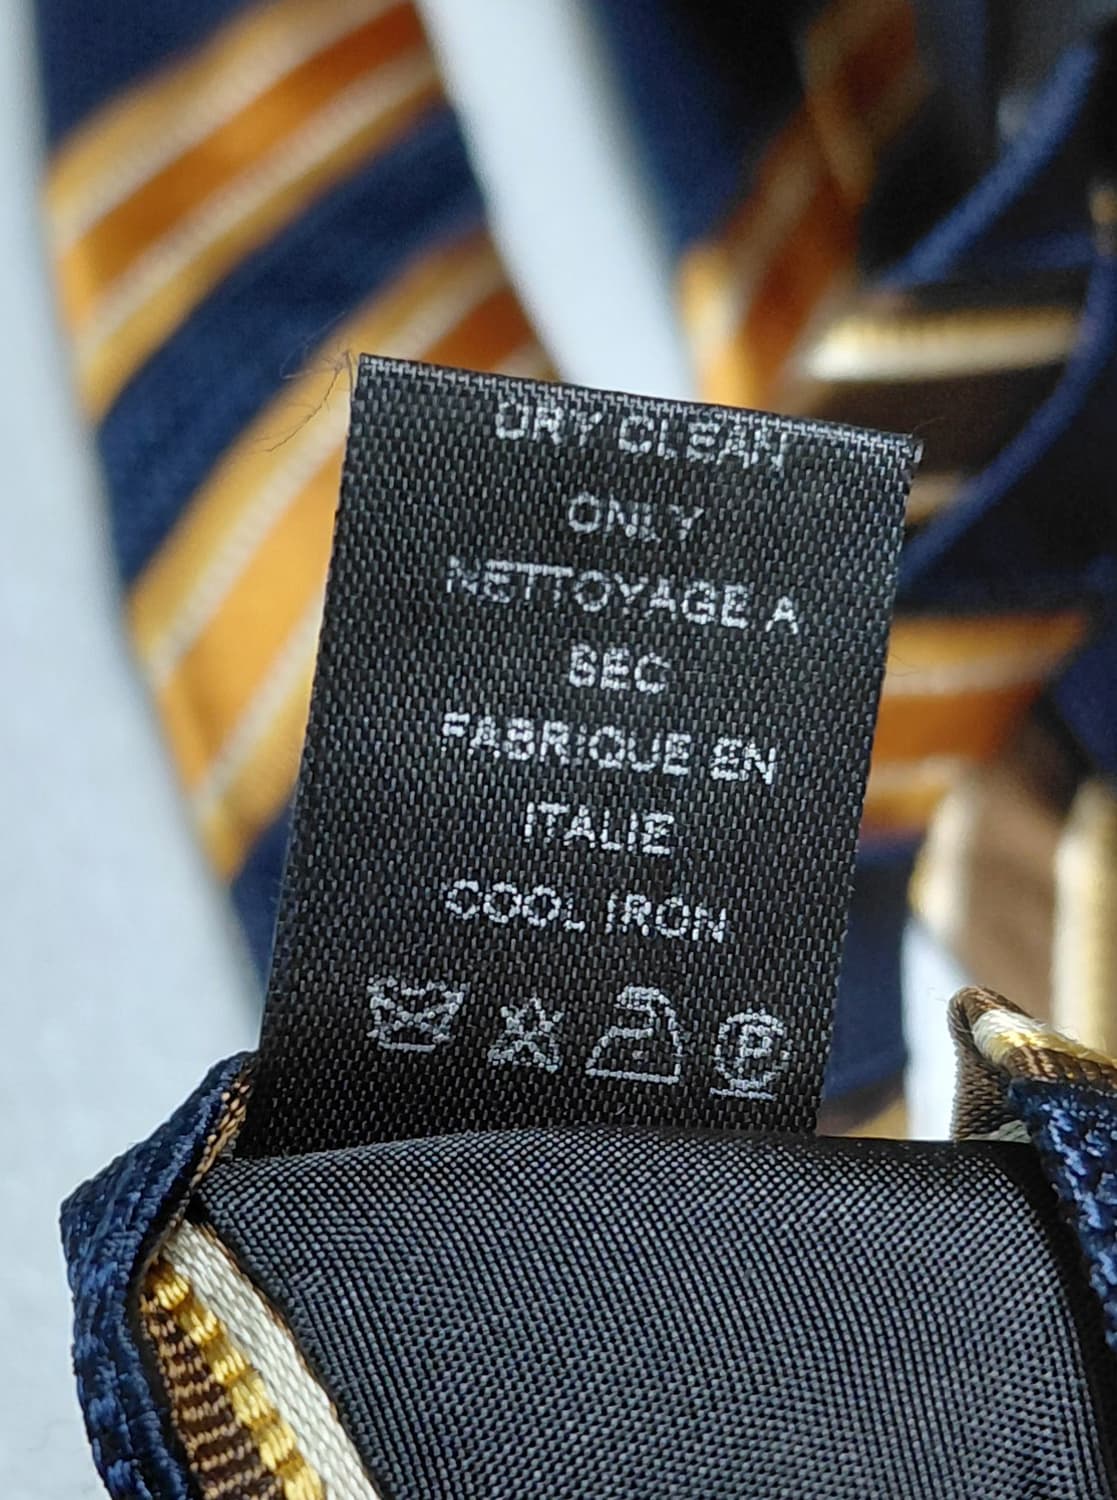 DRY CLEAN
ONLY
NETTOYAGE A
SEC
FABRIQUE EN
ITALIE
COOL IRON
P